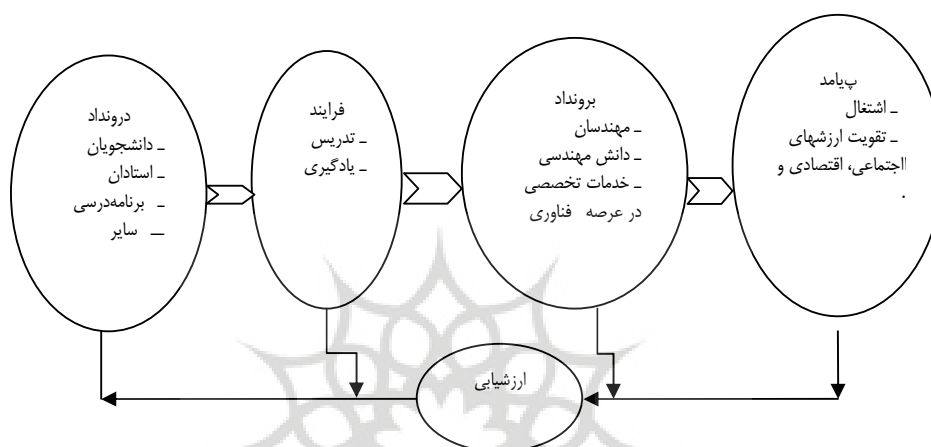 درونداد
ـ دانشجویان
ـ استادان
ـ برنامه‌درسی
ـ سایر
فرایند
ـ تدریس
ـ یادگیری
برونداد
ـ مهندسان
ـ دانش مهندسی
ـ خدمات تخصصی
در عرصه فناوری
پیامد
ـ اشتغال
ـ تقویت ارزشهای
اجتماعی، اقتصادی و
.
ارزشیابی